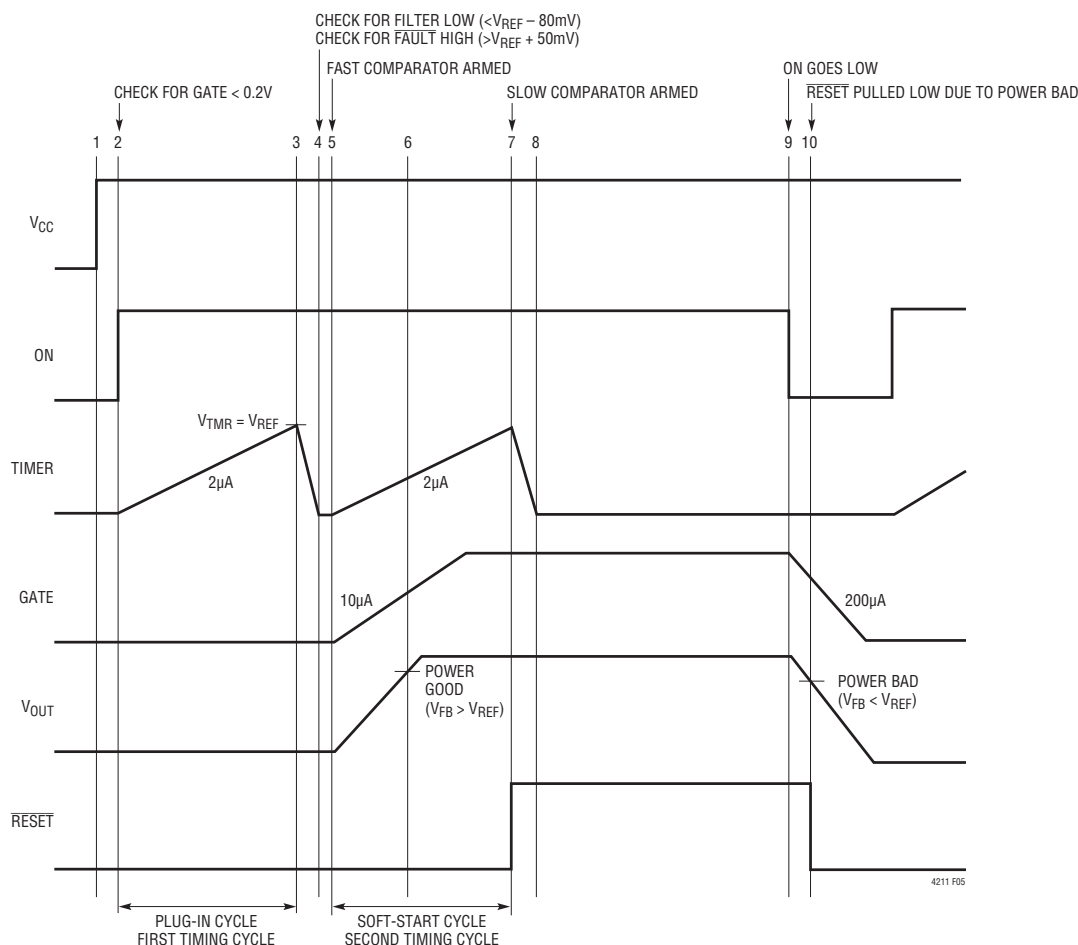 CHECK FOR FILTER LOW (<VREF – 80mV)
CHECK FOR FAULT HIGH (>VREF + 50mV)
FAST COMPARATOR ARMED
ON GOES LOW
CHECK FOR GATE < 0.2V
SLOW COMPARATOR ARMED
RESET PULLED LOW DUE TO POWER BAD
1 2 3 4 5 6 7 8 9 10
VCC
ON
VTMR = VREF
TIMER
2µA
2µA
GATE
10µA
200µA
POWER
GOOD
(VFB > VREF)
POWER BAD
(VFB < VREF)
VOUT
RESET
4211 F05
PLUG-IN CYCLE
FIRST TIMING CYCLE
SOFT-START CYCLE
SECOND TIMING CYCLE